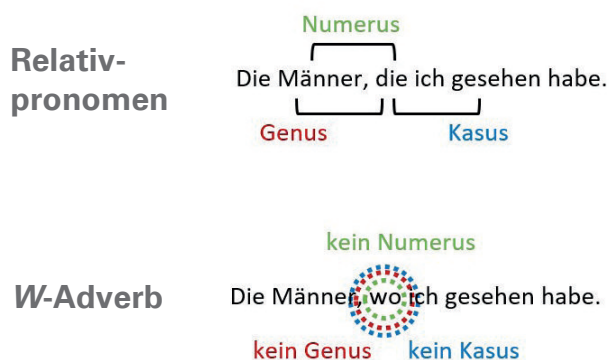 Numerus
Relativ-
pronomen
Die Männer, die ich gesehen habe.
Genus
Kasus
kein Numerus
W-Adverb
Die Männer, wo ich gesehen habe.
kein Genus
kein Kasus